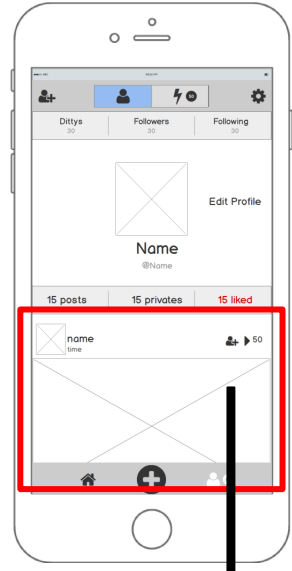 50
Dittys Followers Following
30 30 30
Edit Profile
Name
@Name
15 posts 15 privates 15 liked
name 50
time